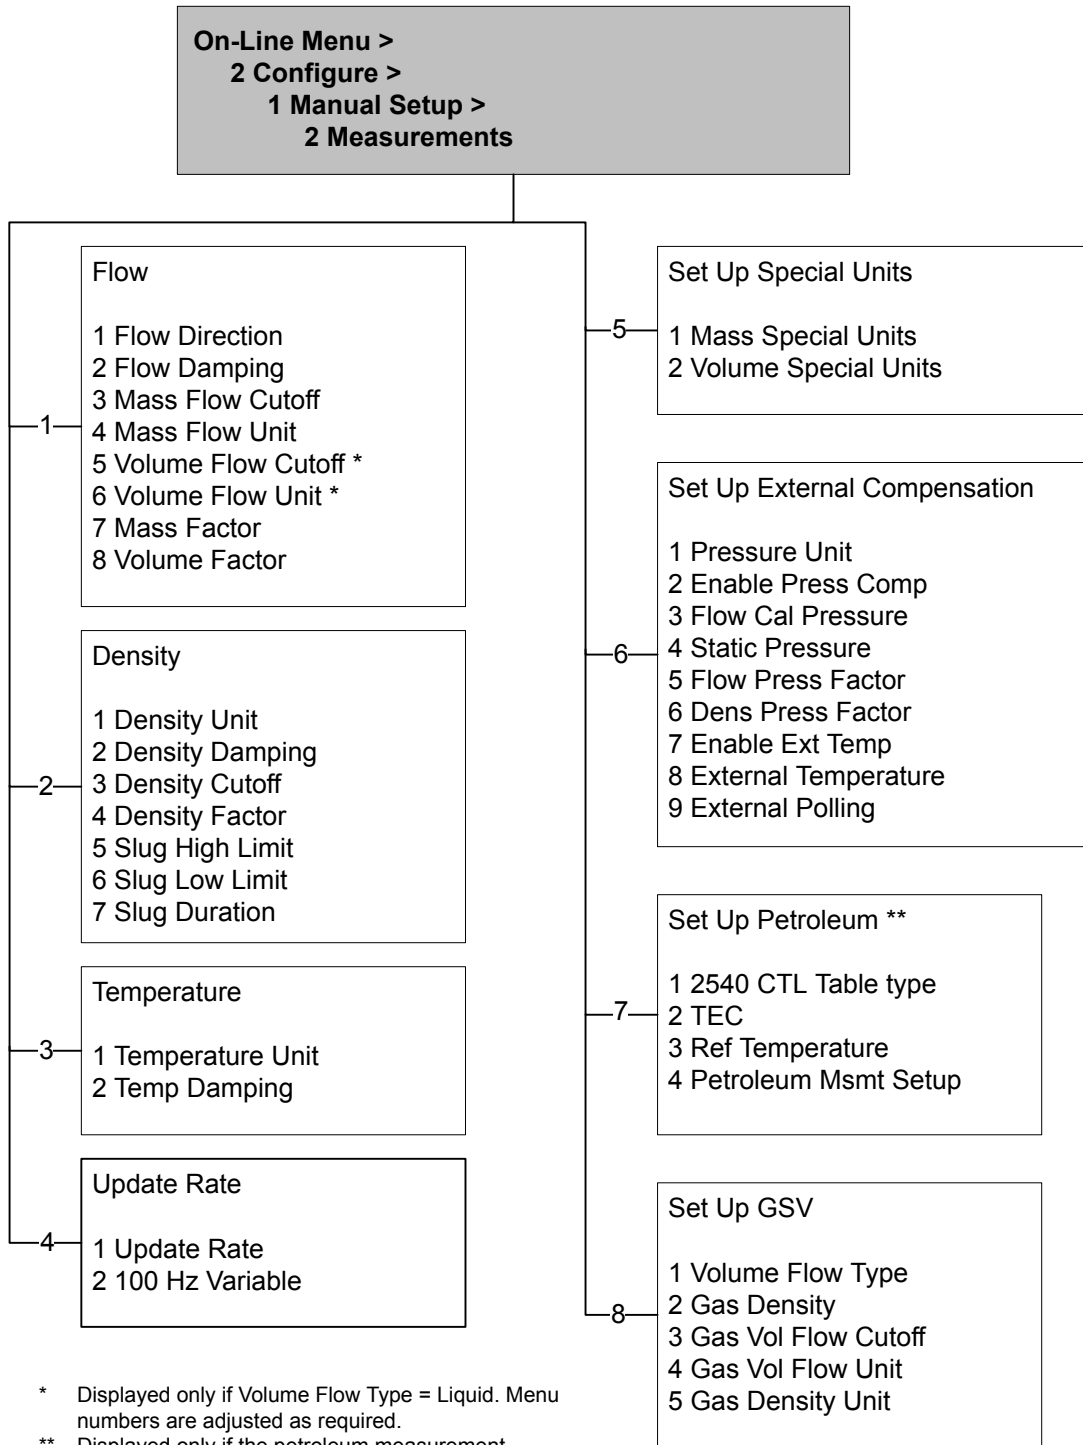 On-Line Menu >
2 Configure >
1 Manual Setup >
2 Measurements
1
Flow
1 Flow Direction
2 Flow Damping
3 Mass Flow Cutoff
4 Mass Flow Unit
5 Volume Flow Cutoff *
6 Volume Flow Unit *
7 Mass Factor
8 Volume Factor
2
Density
1 Density Unit
2 Density Damping
3 Density Cutoff
4 Density Factor
5 Slug High Limit
6 Slug Low Limit
7 Slug Duration
3
Temperature
1 Temperature Unit
2 Temp Damping
4
Update Rate
1 Update Rate
2 100 Hz Variable
5
Set Up Special Units
1 Mass Special Units
2 Volume Special Units
6
Set Up External Compensation
1 Pressure Unit
2 Enable Press Comp
3 Flow Cal Pressure
4 Static Pressure
5 Flow Press Factor
6 Dens Press Factor
7 Enable Ext Temp
8 External Temperature
9 External Polling
7
Set Up Petroleum **
1 2540 CTL Table type
2 TEC
3 Ref Temperature
4 Petroleum Msmt Setup
8
Set Up GSV
1 Volume Flow Type
2 Gas Density
3 Gas Vol Flow Cutoff
4 Gas Vol Flow Unit
5 Gas Density Unit
* Displayed only if Volume Flow Type = Liquid. Menu
numbers are adjusted as required.
** Displayed only if the petroleum measurement